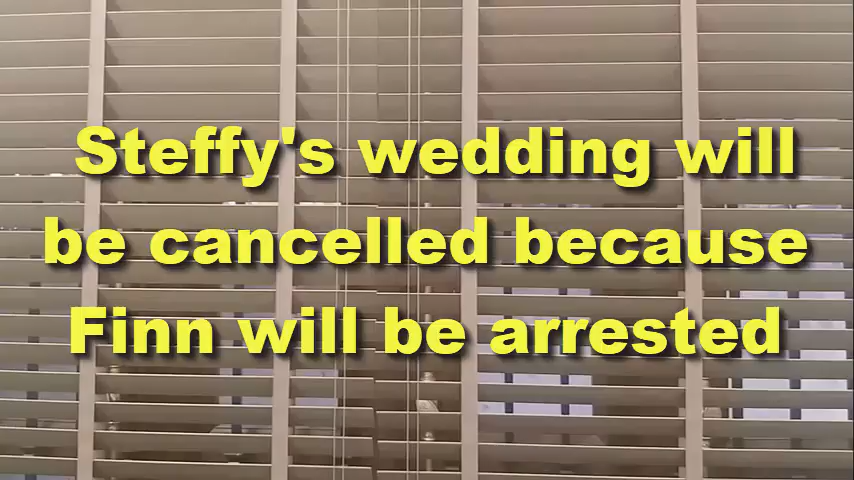 Steffy's wedding will
be cancelled because
Finn will be arrested